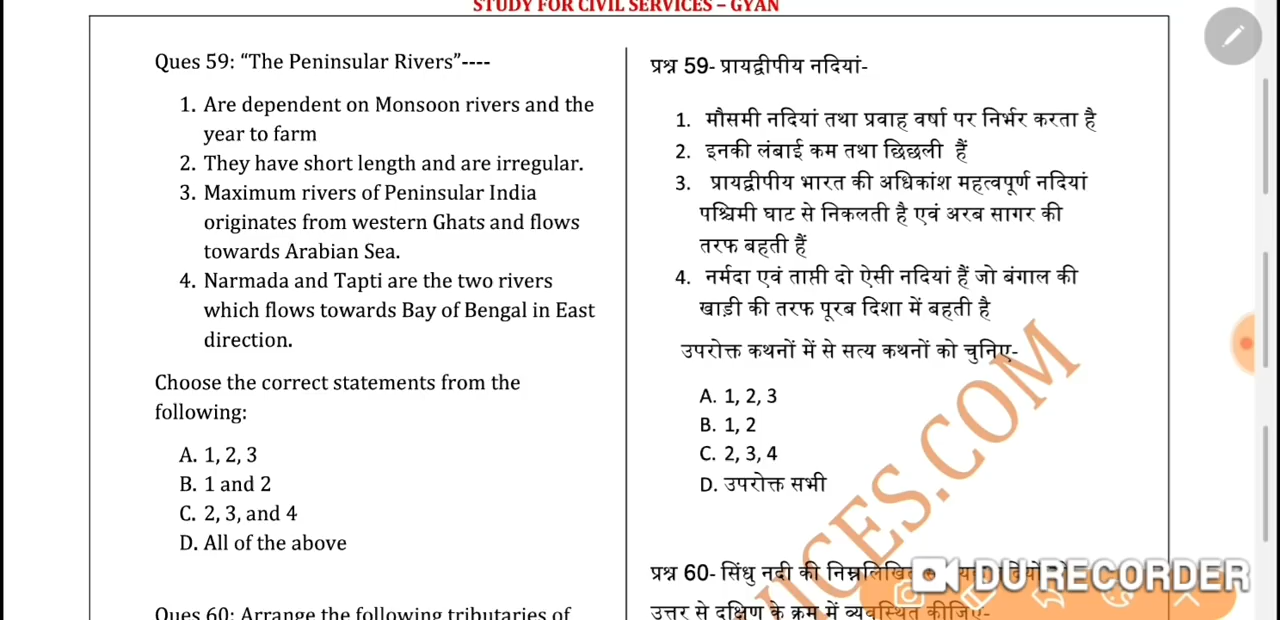 STUDY FOR CIVIL SERVICES – GYAN
Ques 59: “The Peninsular Rivers”----
1. Are dependent on Monsoon rivers and the
year to farm
2. They have short length and are irregular.
3. Maximum rivers of Peninsular India
originates from western Ghats and flows
towards Arabian Sea.
4. Narmada and Tapti are the two rivers
which flows towards Bay of Bengal in East
direction.
Choose the correct statements from the
following:
A. 1, 2, 3
B. 1 and 2
C. 2, 3, and 4
D. All of the above
Ques 60: Arrange the following tributaries of
प्रश्न 59- प्रायद्वीपीय नदियां-
1. मौसमी नदियां तथा प्रवाह वर्षा पर निर्भर करता है
2. इनकी लंबाई कम तथा छिछली हैं
3. प्रायद्वीपीय भारत की अधिकांश महत्वपूर्ण नदियां
पश्चिमी घाट से निकलती है एवं अरब सागर की
तरफ बहती हैं
4. नर्मदा एवं ताप्ती दो ऐसी नदियां हैं जो बंगाल की
खाड़ी की तरफ पूरब दिशा में बहती है
उपरोक्त कथनों में से सत्य कथनों को चुनिए-
A. 1, 2, 3
B. 1, 2
C. 2, 3, 4
D. उपरोक्त सभी
प्रश्न 60- सिंधु नदी की
उत्तर से दक्षिण के क्रम में व्यवस्थित कीजिए-
VICES.COM
DU RECORDER